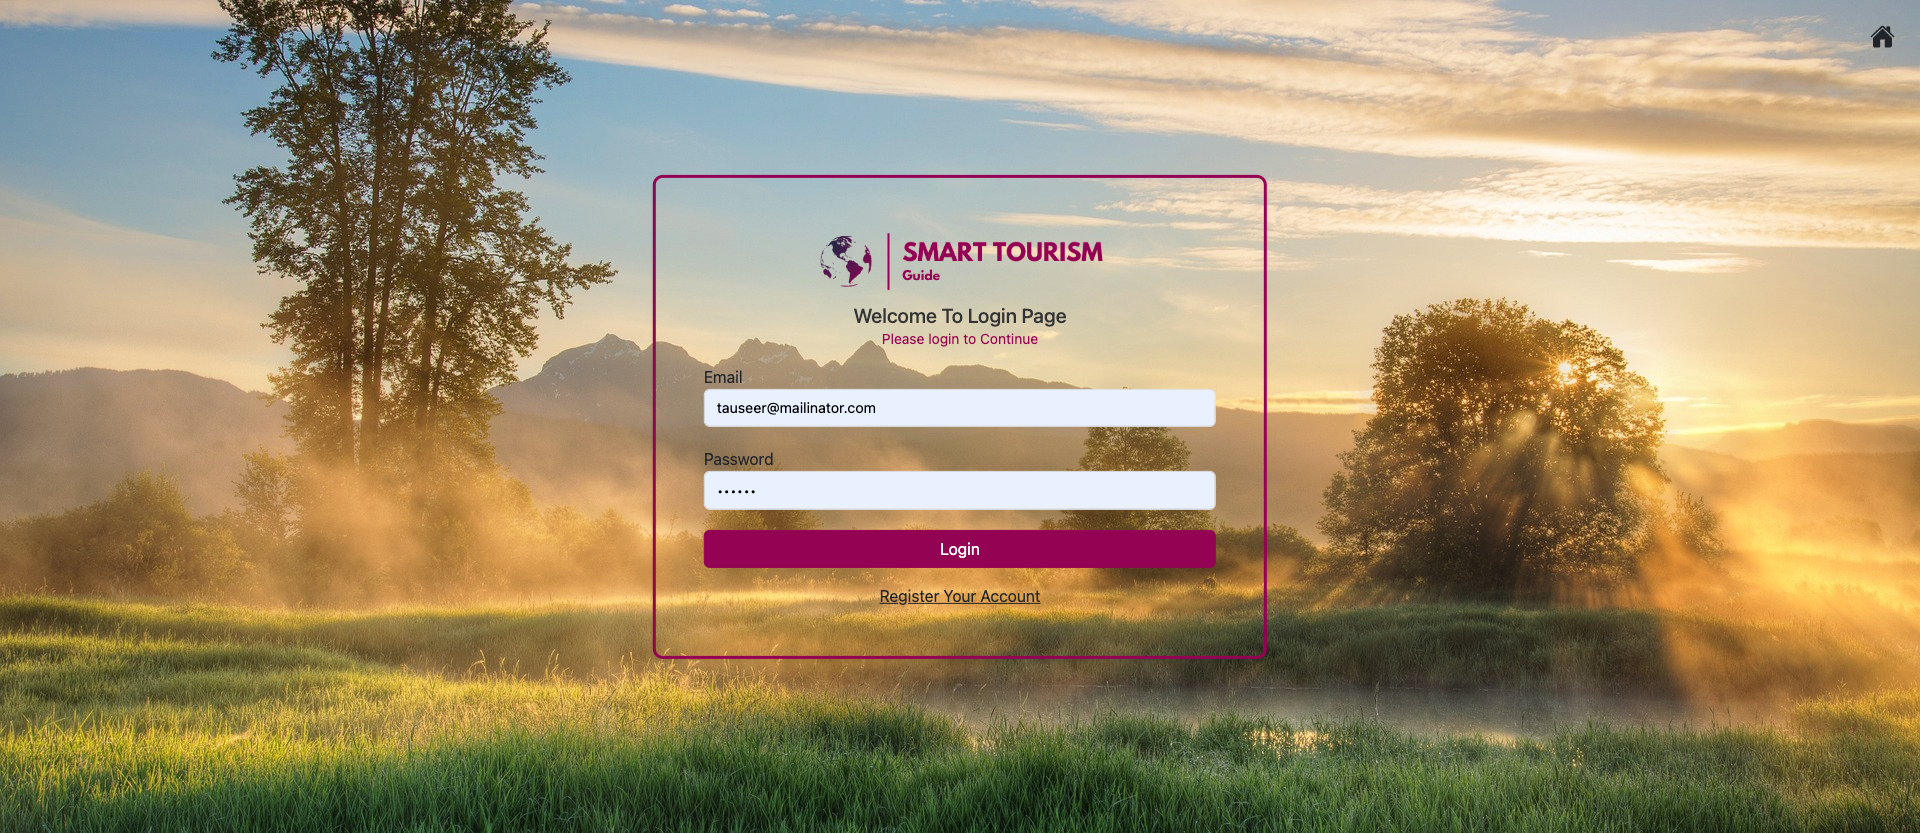 SMART TOURISM
Guide
Welcome To Login Page
Please login to Continue
Email
tauseer@mailinator.com
Password
••••••
Login
Register Your Account